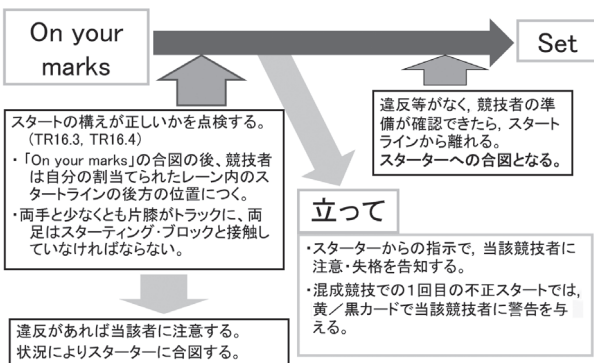 On your
marks
Set
スタートの構えが正しいかを点検する。
(TR16.3, TR16.4)
・「On your marks」の合図の後、競技者
は自分の割当てられたレーン内のス
タートラインの後方の位置につく。
・両手と少なくとも片膝がトラックに、両
足はスターティング・ブロックと接触し
ていなければならない。
違反等がなく, 競技者の準
備が確認できたら, スタート
ラインから離れる。
スターターへの合図となる。
立って
・スターターからの指示で, 当該競技者に
注意・失格を告知する。
・混成競技での1回目の不正スタートでは,
黄/黒カードで当該競技者に警告を与
える。
違反があれば当該者に注意する。
状況によりスターターに合図する。